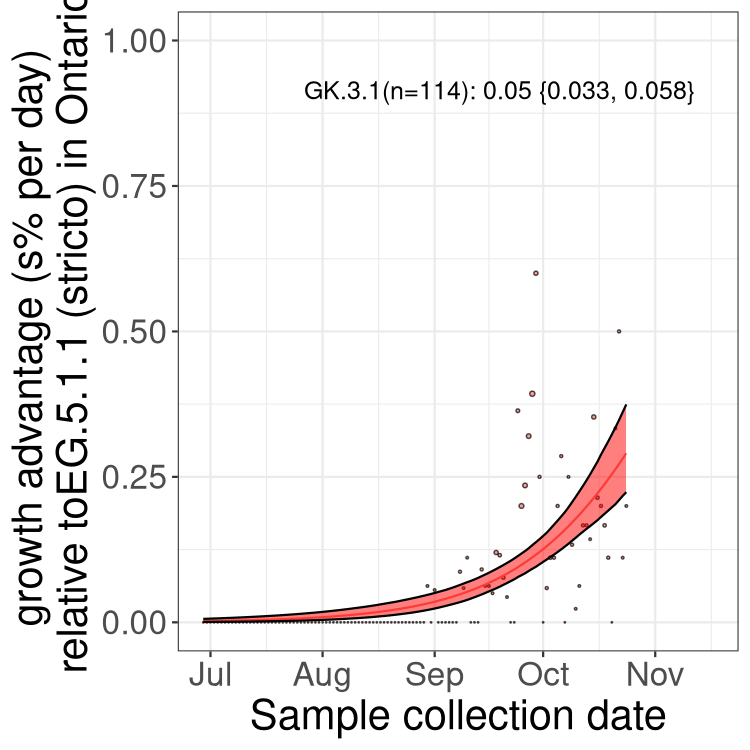 growth advantage (s% per day)
relative toEG.5.1.1 (stricto) in Ontario
1.00
0.75
0.50
0.25
0.00
GK.3.1(n=114): 0.05 {0.033, 0.058}
Jul Aug Sep Oct Nov
Sample collection date